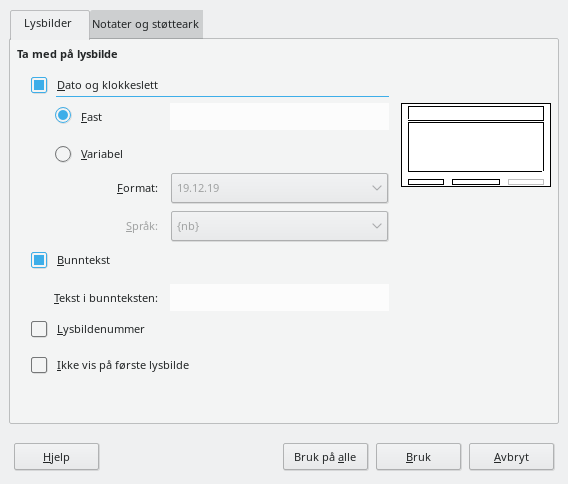 Lysbilder
Notater og støtteark
Ta med på lysbilde
Dato og klokkeslett
Fast
Variabel
Format:
19.12.19
Språk:
{nb}
Bunntekst
Tekst i bunnteksten:
Lysbildenummer
Ikke vis på første lysbilde
Hjelp
Bruk på alle
Bruk
Avbryt